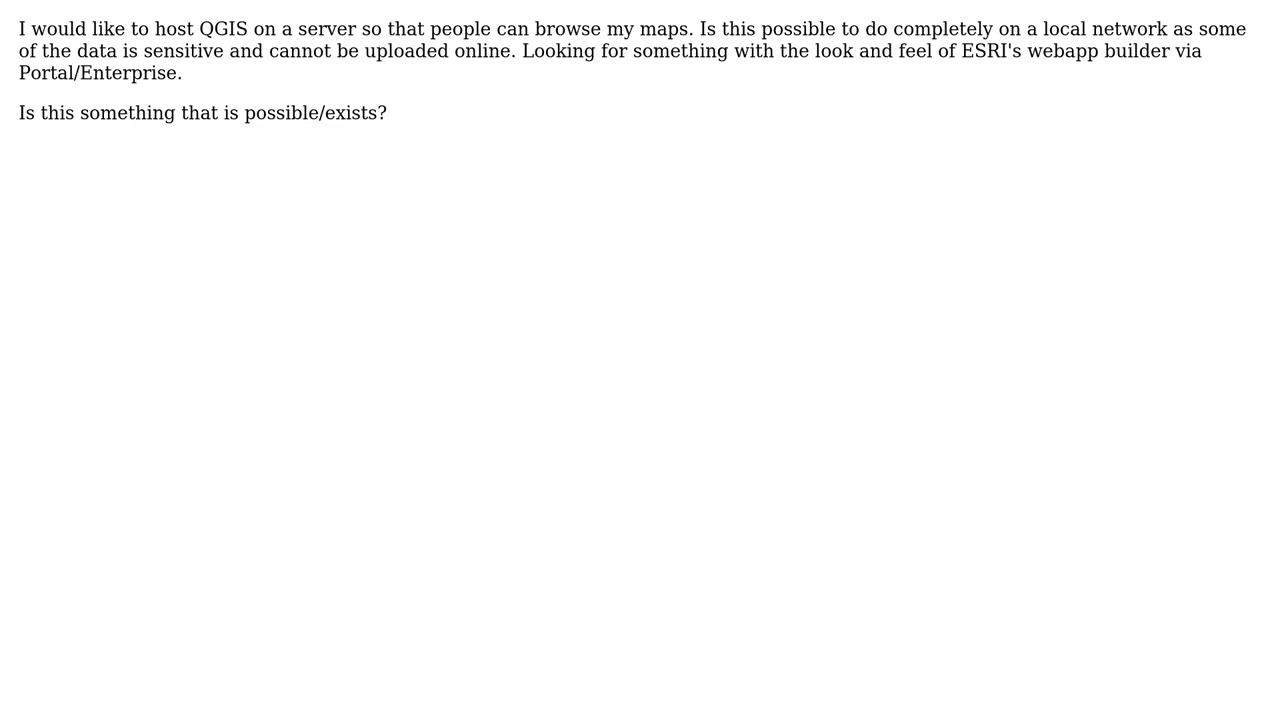 I would like to host QGIS on a server so that people can browse my maps. Is this possible to do completely on a local network as some
of the data is sensitive and cannot be uploaded online. Looking for something with the look and feel of ESRI's webapp builder via
Portal/Enterprise.
Is this something that is possible/exists?